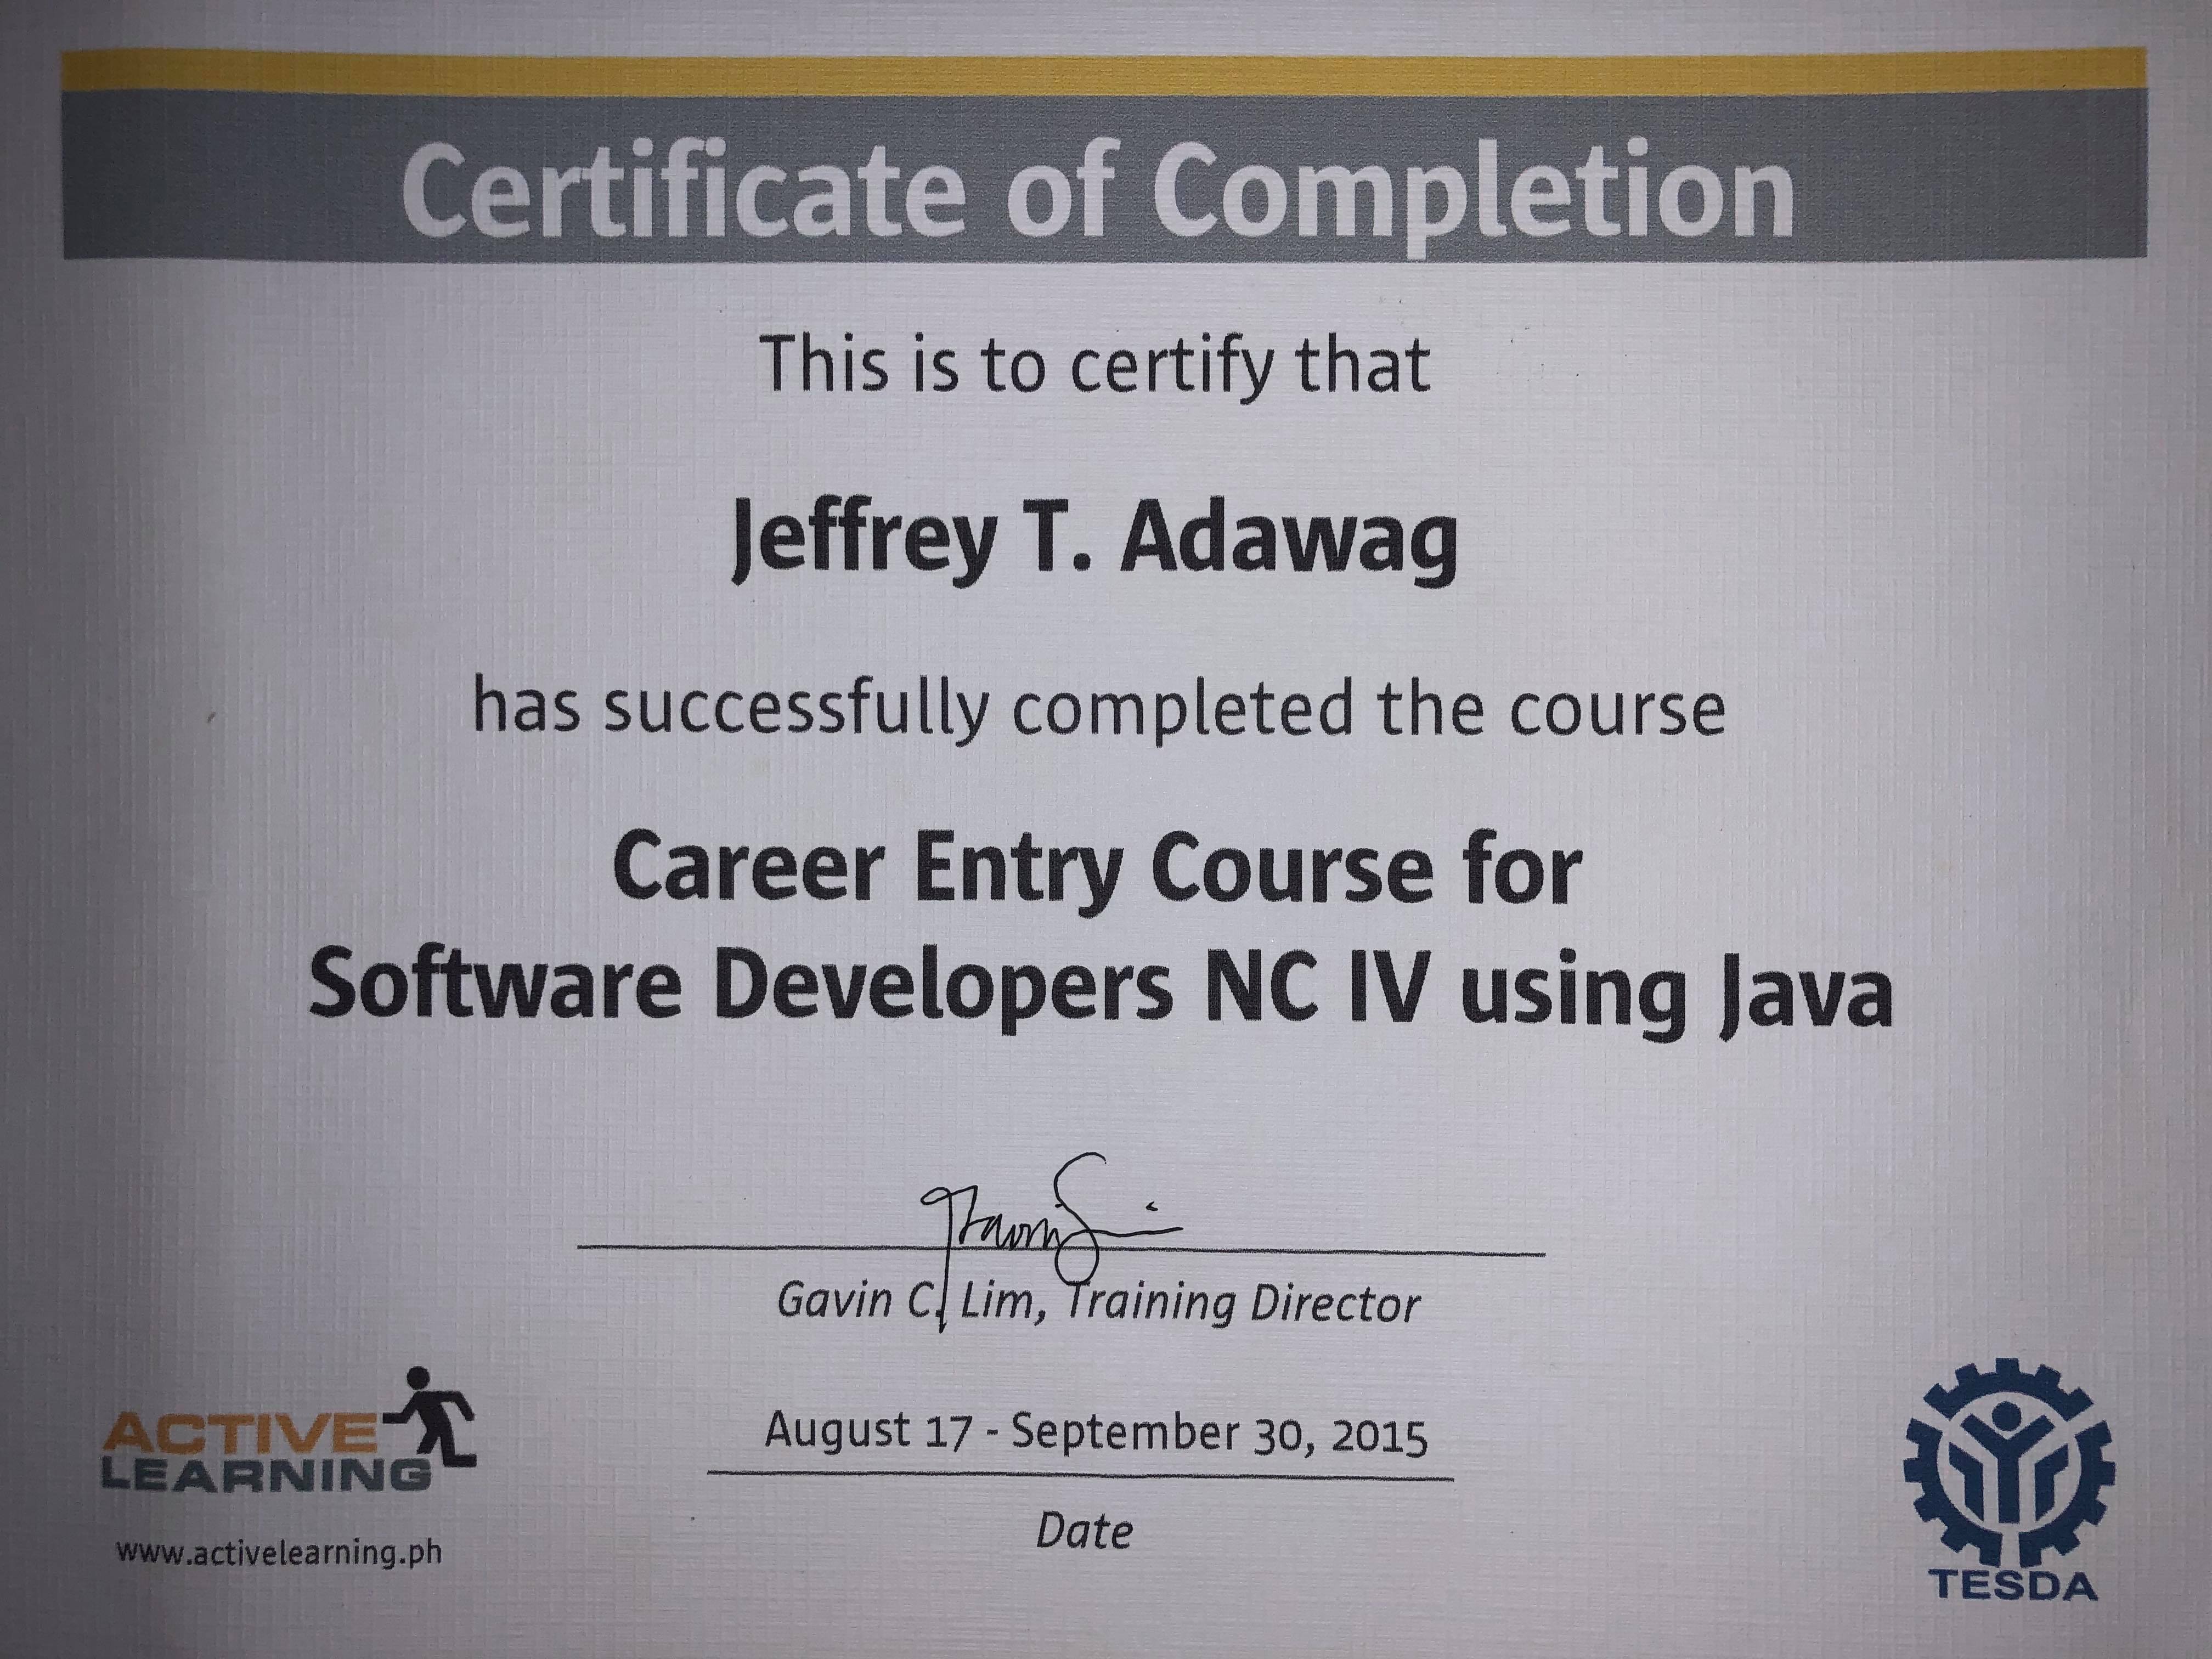 Certificate of Completion
This is to certify that
Jeffrey T. Adawag
has successfully completed the course
Career Entry Course for
Software Developers NC IV using Java
Gavin C. Lim, Training Director
August 17 - September 30, 2015
Date
ACTIVE
LEARNING
www.activelearning.ph
TESDA